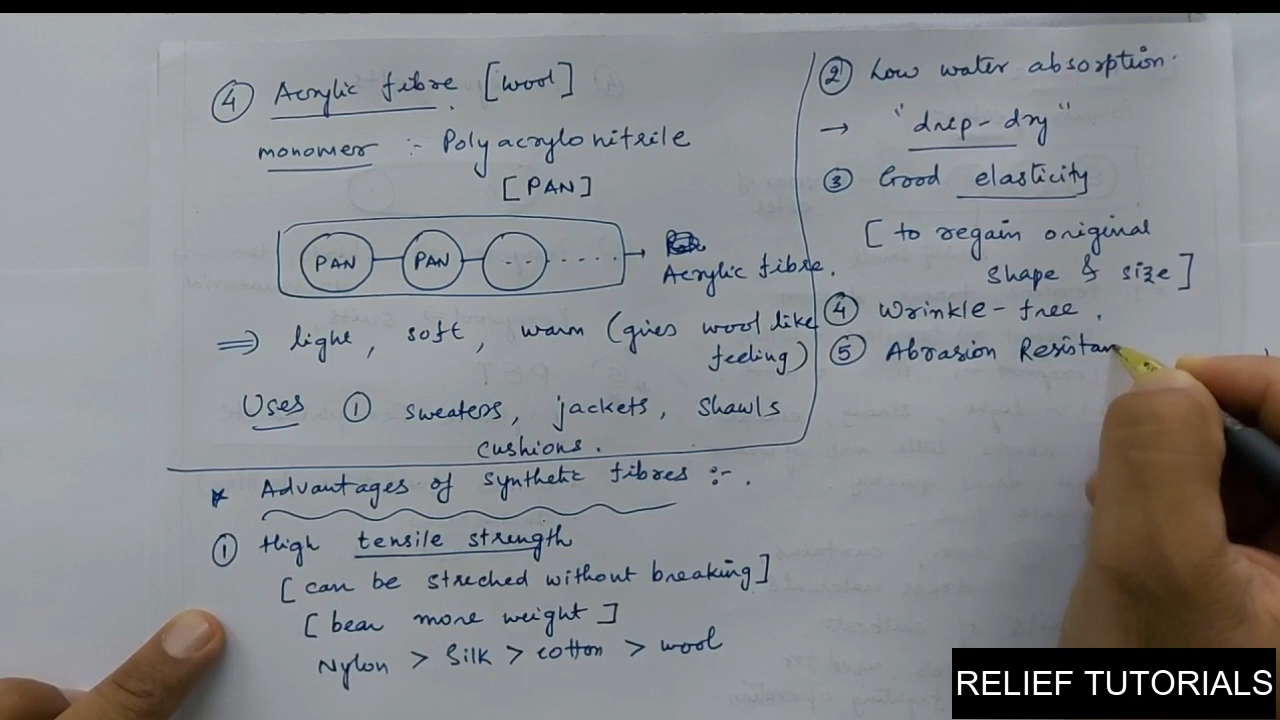 ④ Acrylic fibre [wool]
monomer :- Polyacrylonitrile
[PAN]
PAN PAN .. ..... → Acrylic fibre.
⇒ light, soft, warm (gives wool like
feeling)
Uses ① sweaters, jackets, shawls
cushions.
* Advantages of synthetic fibres :- .
① High tensile strength
[can be streched without breaking]
[bear more weight]
Nylon > Silk > cotton > wool
② Low water absorption.
→ "drip-dry"
③ Good elasticity
[to regain original
shape & size]
④ Wrinkle-free.
⑤ Abrasion Resistan
RELIEF TUTORIALS